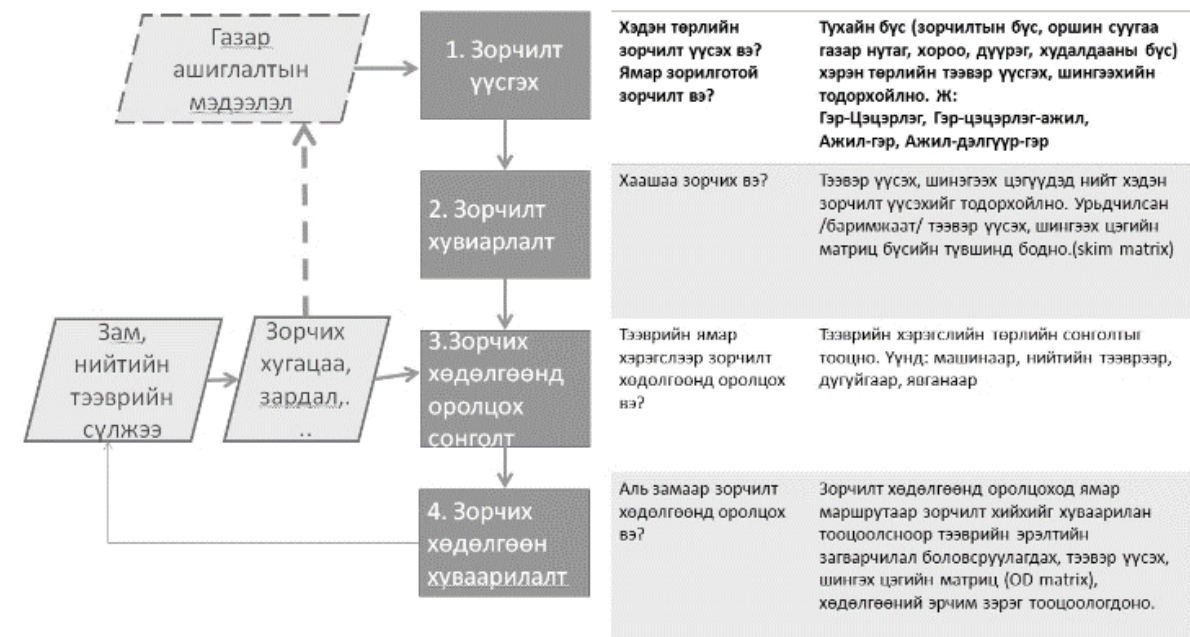 Газар
ашиглалтын
мэдээлэл
1. Зорчилт
үүсгэх
Хэдэн төрлийн
зорчилт үүсэх вэ?
Ямар зорилготой
зорчилт вэ?
Тухайн бүс (зорчилтын бүс, оршин суугаа
газар нутаг, хороо, дүүрэг, худалдааны бүс)
хэрэн төрлийн тээвэр үүсгэх, шингээхийн
тодорхойлно. Ж:
Гэр-Цэцэрлэг, Гэр-цэцэрлэг-ажил,
Ажил-гэр, Ажил-дэлгүүр-гэр
2. Зорчилт
хувиарлалт
Хаашаа зорчих вэ?
Тээвэр үүсэх, шинэгээх цэгүүдэд нийт хэдэн
зорчилт үүсэхийг тодорхойлно. Урьдчилсан
/баримжаат/ тээвэр үүсэх, шингээх цэгийн
матриц бүсийн түвшинд бодно.(skim matrix)
Зам,
нийтийн
тээврийн
сүлжээ
Зорчих
хугацаа,
зардал,.
..
3.Зорчих
хөдөлгөөнд
оролцох
сонголт
Тээврийн ямар
хэрэгслээр зорчилт
ходолгоонд оролцох
вэ?
Тээврийн хэрэгслийн төрлийн сонголтыг
тооцно. Үүнд: машинаар, нийтийн тээврээр,
дугуйгаар, явганаар
4. Зорчих
хөдөлгөөн
хуваарилалт
Аль замаар зорчилт
хөдөлгөөнд оролцох
вэ?
Зорчилт хөдөлгөөнд оролцоход ямар
маршрутаар зорчилт хийхийг хуваарилан
тооцоолсноор тээврийн эрэлтийн
загварчилал боловсруулагдах, тээвэр үүсэх,
шингэх цэгийн матриц (OD matrix),
хөдөлгөөний эрчим зэрэг тооцоологдоно.